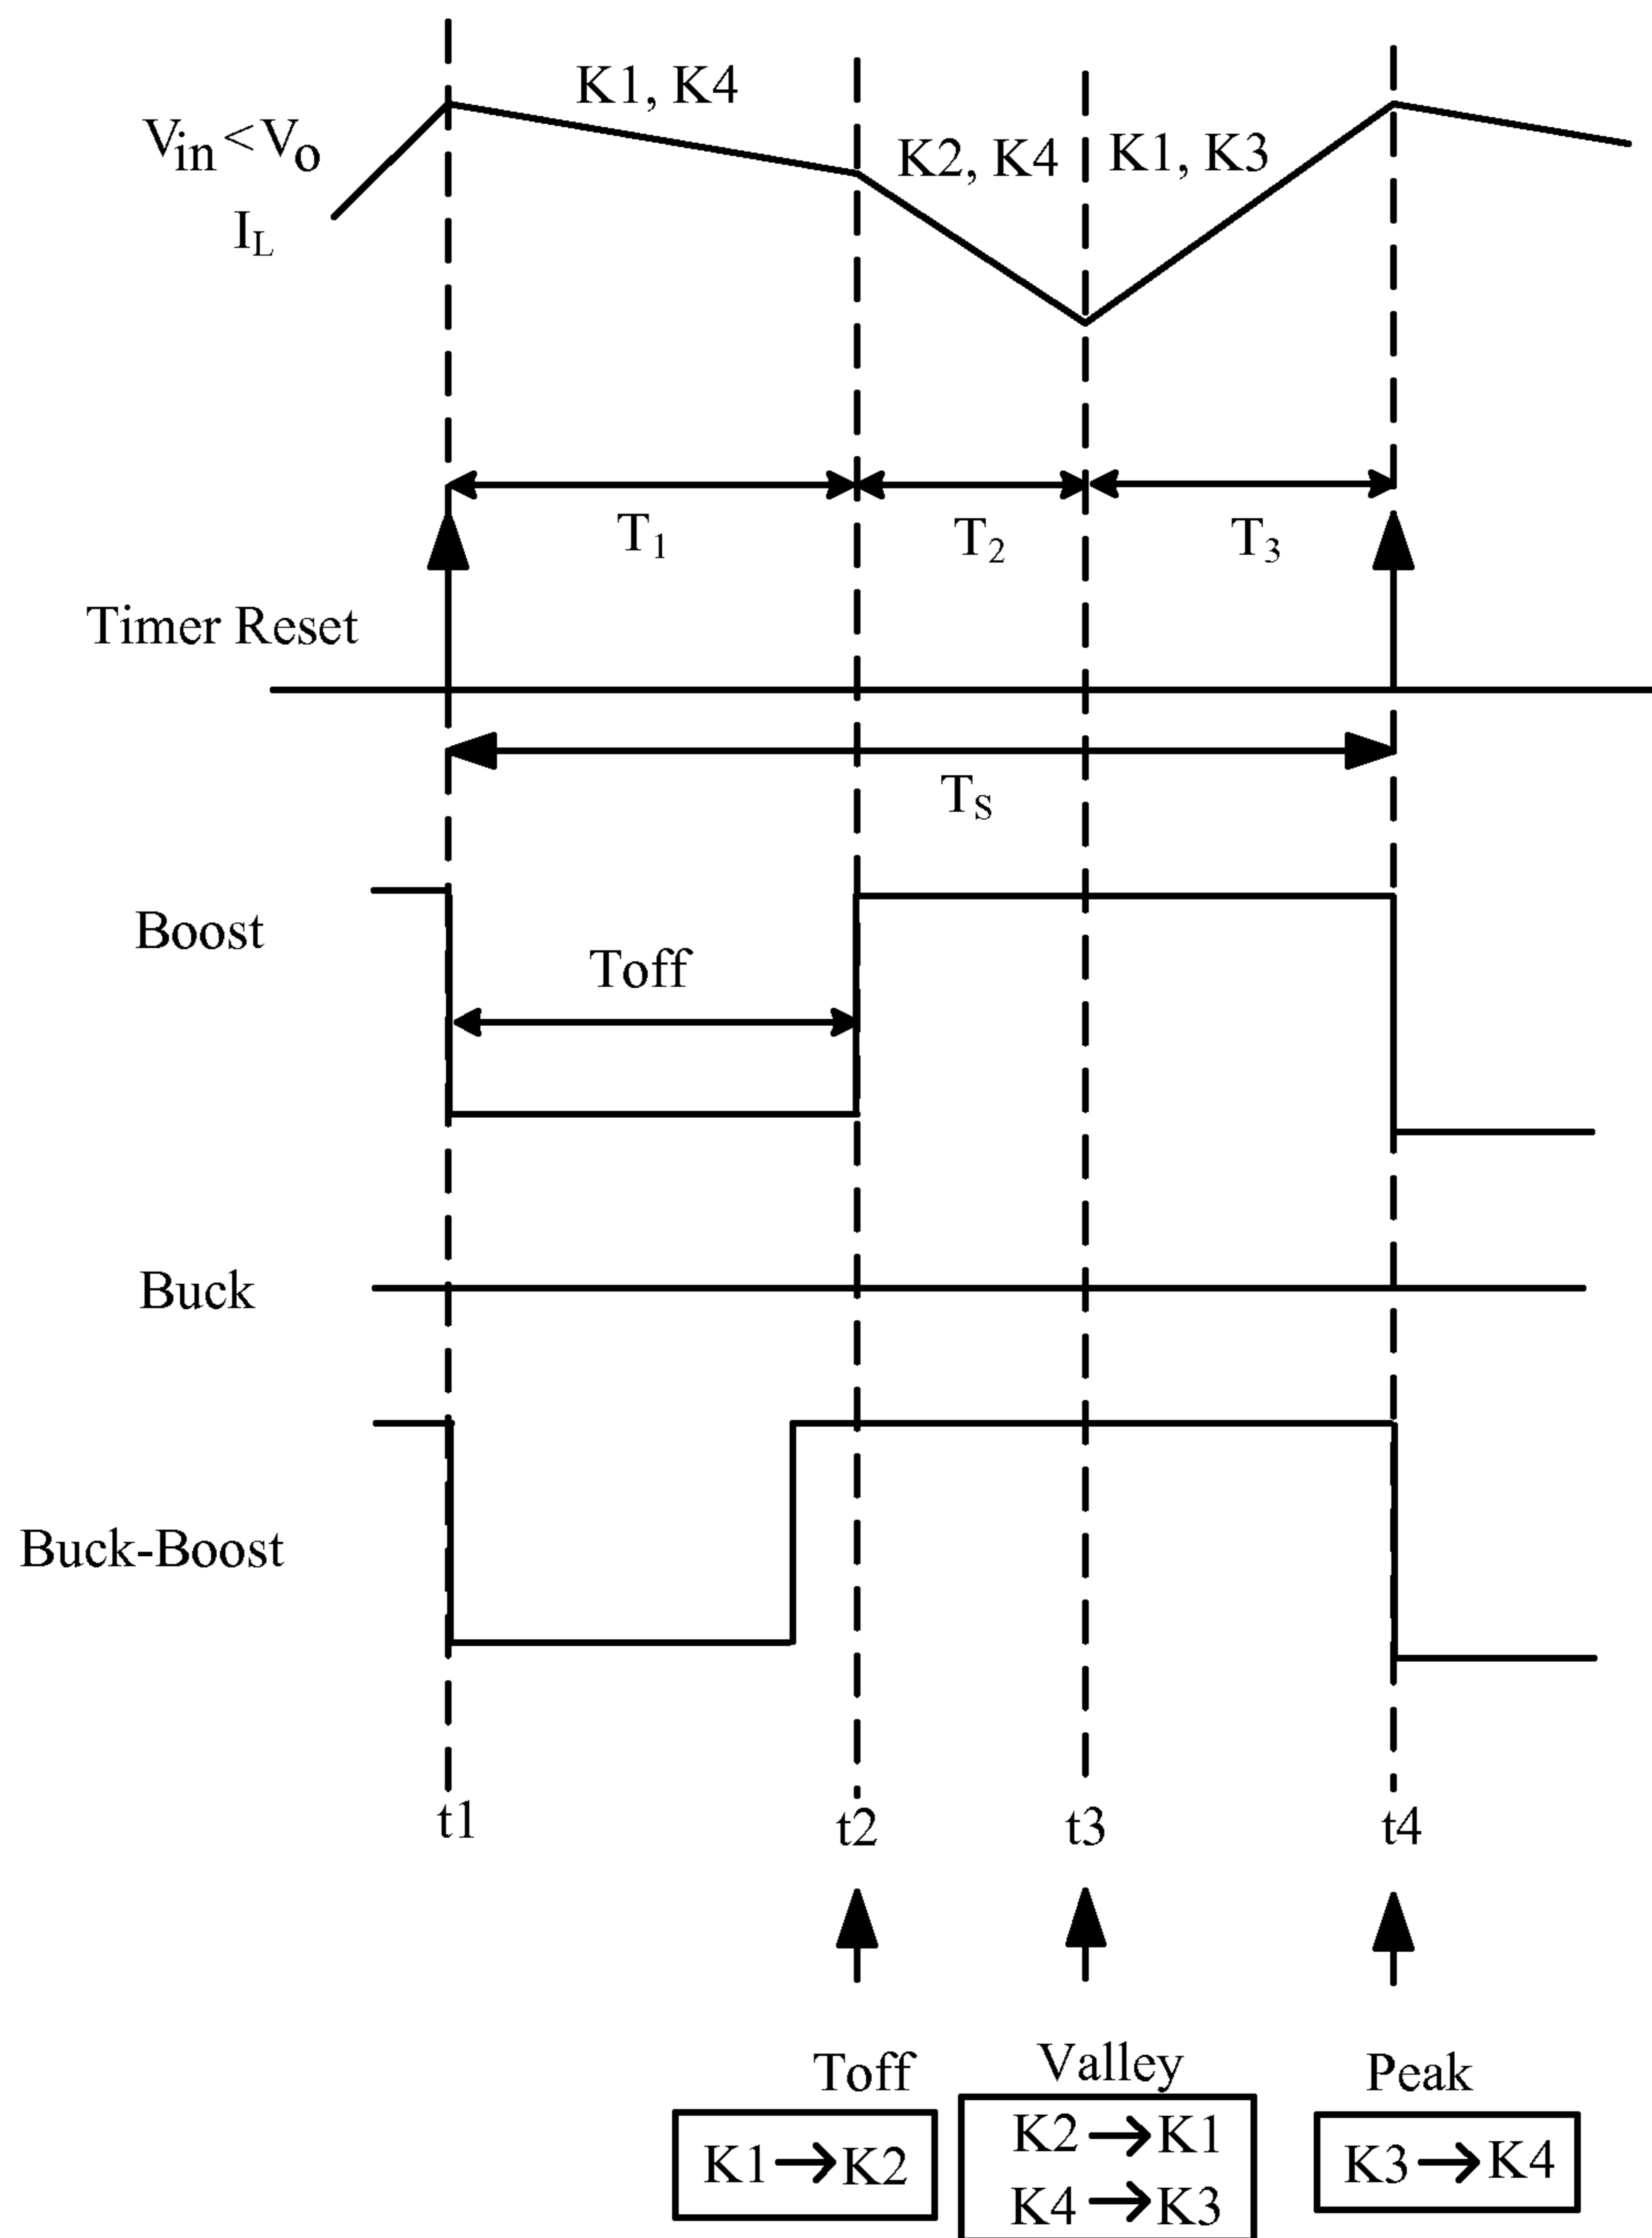 K1, K4
Vin < Vo
K2, K4
K1, K3
IL
T1
T2
T3
Timer Reset
TS
Boost
Toff
Buck
Buck-Boost
t1
t2
t3
t4
Toff
Valley
Peak
K1 → K2
K2 → K1
K4 → K3
K3 → K4